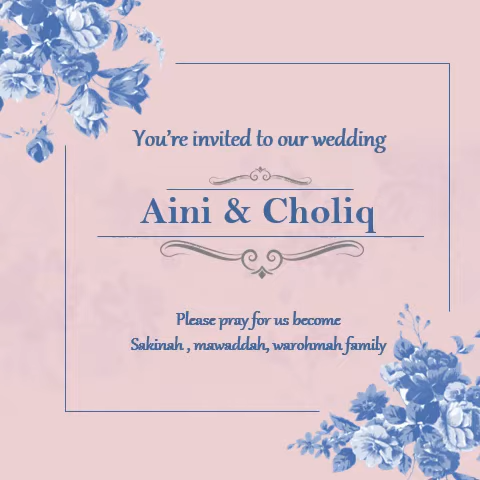 You're invited to our wedding
Aini & Choliq
Please pray for us become
Sakinah , mawaddah, warohmah family